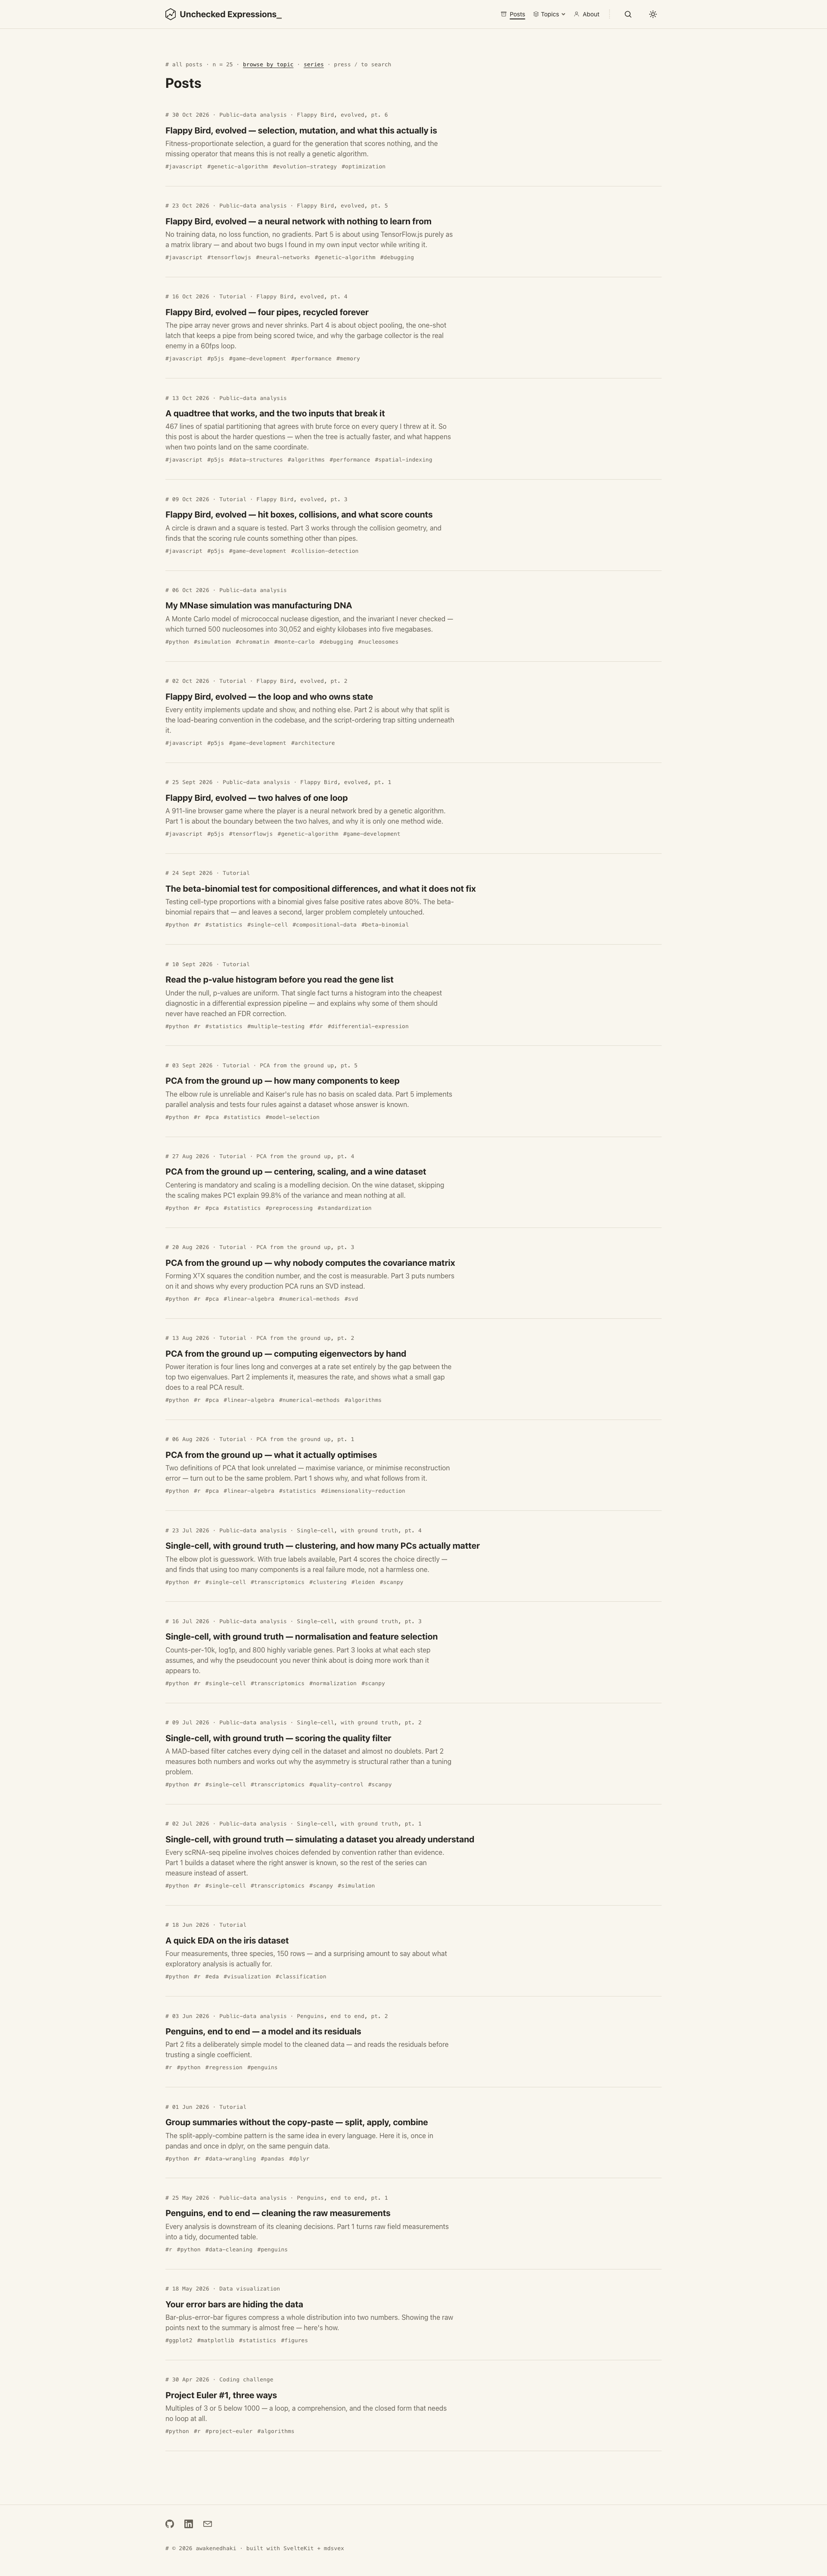 Unchecked Expressions_
Posts
Topics
About
# all posts · n = 25 · browse by topic · series · press / to search
Posts
# 30 Oct 2026 · Public-data analysis · Flappy Bird, evolved, pt. 6
Flappy Bird, evolved — selection, mutation, and what this actually is
Fitness-proportionate selection, a guard for the generation that scores nothing, and the
missing operator that means this is not really a genetic algorithm.
#javascript #genetic-algorithm #evolution-strategy #optimization
# 23 Oct 2026 · Public-data analysis · Flappy Bird, evolved, pt. 5
Flappy Bird, evolved — a neural network with nothing to learn from
No training data, no loss function, no gradients. Part 5 is about using TensorFlow.js purely as
a matrix library — and about two bugs I found in my own input vector while writing it.
#javascript #tensorflowjs #neural-networks #genetic-algorithm #debugging
# 16 Oct 2026 · Tutorial · Flappy Bird, evolved, pt. 4
Flappy Bird, evolved — four pipes, recycled forever
The pipe array never grows and never shrinks. Part 4 is about object pooling, the one-shot
latch that keeps a pipe from being scored twice, and why the garbage collector is the real
enemy in a 60fps loop.
#javascript #p5js #game-development #performance #memory
# 13 Oct 2026 · Public-data analysis
A quadtree that works, and the two inputs that break it
467 lines of spatial partitioning that agrees with brute force on every query I threw at it. So
this post is about the harder questions — when the tree is actually faster, and what happens
when two points land on the same coordinate.
#javascript #p5js #data-structures #algorithms #performance #spatial-indexing
# 09 Oct 2026 · Tutorial · Flappy Bird, evolved, pt. 3
Flappy Bird, evolved — hit boxes, collisions, and what score counts
A circle is drawn and a square is tested. Part 3 works through the collision geometry, and
finds that the scoring rule counts something other than pipes.
#javascript #p5js #game-development #collision-detection
# 06 Oct 2026 · Public-data analysis
My MNase simulation was manufacturing DNA
A Monte Carlo model of micrococcal nuclease digestion, and the invariant I never checked —
which turned 500 nucleosomes into 30,052 and eighty kilobases into five megabases.
#python #simulation #chromatin #monte-carlo #debugging #nucleosomes
# 02 Oct 2026 · Tutorial · Flappy Bird, evolved, pt. 2
Flappy Bird, evolved — the loop and who owns state
Every entity implements update and show, and nothing else. Part 2 is about why that split is
the load-bearing convention in the codebase, and the script-ordering trap sitting underneath
it.
#javascript #p5js #game-development #architecture
# 25 Sept 2026 · Public-data analysis · Flappy Bird, evolved, pt. 1
Flappy Bird, evolved — two halves of one loop
A 911-line browser game where the player is a neural network bred by a genetic algorithm.
Part 1 is about the boundary between the two halves, and why it is only one method wide.
#javascript #p5js #tensorflowjs #genetic-algorithm #game-development
# 24 Sept 2026 · Tutorial
The beta-binomial test for compositional differences, and what it does not fix
Testing cell-type proportions with a binomial gives false positive rates above 80%. The beta-
binomial repairs that — and leaves a second, larger problem completely untouched.
#python #r #statistics #single-cell #compositional-data #beta-binomial
# 10 Sept 2026 · Tutorial
Read the p-value histogram before you read the gene list
Under the null, p-values are uniform. That single fact turns a histogram into the cheapest
diagnostic in a differential expression pipeline — and explains why some of them should
never have reached an FDR correction.
#python #r #statistics #multiple-testing #fdr #differential-expression
# 03 Sept 2026 · Tutorial · PCA from the ground up, pt. 5
PCA from the ground up — how many components to keep
The elbow rule is unreliable and Kaiser's rule has no basis on scaled data. Part 5 implements
parallel analysis and tests four rules against a dataset whose answer is known.
#python #r #pca #statistics #model-selection
# 27 Aug 2026 · Tutorial · PCA from the ground up, pt. 4
PCA from the ground up — centering, scaling, and a wine dataset
Centering is mandatory and scaling is a modelling decision. On the wine dataset, skipping
the scaling makes PC1 explain 99.8% of the variance and mean nothing at all.
#python #r #pca #statistics #preprocessing #standardization
# 20 Aug 2026 · Tutorial · PCA from the ground up, pt. 3
PCA from the ground up — why nobody computes the covariance matrix
Forming XᵀX squares the condition number, and the cost is measurable. Part 3 puts numbers
on it and shows why every production PCA runs an SVD instead.
#python #r #pca #linear-algebra #numerical-methods #svd
# 13 Aug 2026 · Tutorial · PCA from the ground up, pt. 2
PCA from the ground up — computing eigenvectors by hand
Power iteration is four lines long and converges at a rate set entirely by the gap between the
top two eigenvalues. Part 2 implements it, measures the rate, and shows what a small gap
does to a real PCA result.
#python #r #pca #linear-algebra #numerical-methods #algorithms
# 06 Aug 2026 · Tutorial · PCA from the ground up, pt. 1
PCA from the ground up — what it actually optimises
Two definitions of PCA that look unrelated — maximise variance, or minimise reconstruction
error — turn out to be the same problem. Part 1 shows why, and what follows from it.
#python #r #pca #linear-algebra #statistics #dimensionality-reduction
# 23 Jul 2026 · Public-data analysis · Single-cell, with ground truth, pt. 4
Single-cell, with ground truth — clustering, and how many PCs actually matter
The elbow plot is guesswork. With true labels available, Part 4 scores the choice directly —
and finds that using too many components is a real failure mode, not a harmless one.
#python #r #single-cell #transcriptomics #clustering #leiden #scanpy
# 16 Jul 2026 · Public-data analysis · Single-cell, with ground truth, pt. 3
Single-cell, with ground truth — normalisation and feature selection
Counts-per-10k, log1p, and 800 highly variable genes. Part 3 looks at what each step
assumes, and why the pseudocount you never think about is doing more work than it
appears to.
#python #r #single-cell #transcriptomics #normalization #scanpy
# 09 Jul 2026 · Public-data analysis · Single-cell, with ground truth, pt. 2
Single-cell, with ground truth — scoring the quality filter
A MAD-based filter catches every dying cell in the dataset and almost no doublets. Part 2
measures both numbers and works out why the asymmetry is structural rather than a tuning
problem.
#python #r #single-cell #transcriptomics #quality-control #scanpy
# 02 Jul 2026 · Public-data analysis · Single-cell, with ground truth, pt. 1
Single-cell, with ground truth — simulating a dataset you already understand
Every scRNA-seq pipeline involves choices defended by convention rather than evidence.
Part 1 builds a dataset where the right answer is known, so the rest of the series can
measure instead of assert.
#python #r #single-cell #transcriptomics #scanpy #simulation
# 18 Jun 2026 · Tutorial
A quick EDA on the iris dataset
Four measurements, three species, 150 rows — and a surprising amount to say about what
exploratory analysis is actually for.
#python #r #eda #visualization #classification
# 03 Jun 2026 · Public-data analysis · Penguins, end to end, pt. 2
Penguins, end to end — a model and its residuals
Part 2 fits a deliberately simple model to the cleaned data — and reads the residuals before
trusting a single coefficient.
#r #python #regression #penguins
# 01 Jun 2026 · Tutorial
Group summaries without the copy-paste — split, apply, combine
The split-apply-combine pattern is the same idea in every language. Here it is, once in
pandas and once in dplyr, on the same penguin data.
#python #r #data-wrangling #pandas #dplyr
# 25 May 2026 · Public-data analysis · Penguins, end to end, pt. 1
Penguins, end to end — cleaning the raw measurements
Every analysis is downstream of its cleaning decisions. Part 1 turns raw field measurements
into a tidy, documented table.
#r #python #data-cleaning #penguins
# 18 May 2026 · Data visualization
Your error bars are hiding the data
Bar-plus-error-bar figures compress a whole distribution into two numbers. Showing the raw
points next to the summary is almost free — here's how.
#ggplot2 #matplotlib #statistics #figures
# 30 Apr 2026 · Coding challenge
Project Euler #1, three ways
Multiples of 3 or 5 below 1000 — a loop, a comprehension, and the closed form that needs
no loop at all.
#python #r #project-euler #algorithms
# © 2026 awakenedhaki · built with SvelteKit + mdsvex